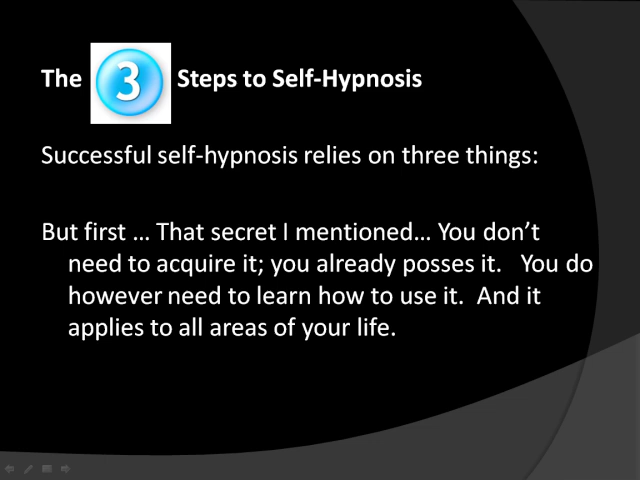 The 3 Steps to Self-Hypnosis
Successful self-hypnosis relies on three things:
But first … That secret I mentioned… You don’t
need to acquire it; you already posses it.   You do
however need to learn how to use it.  And it
applies to all areas of your life.